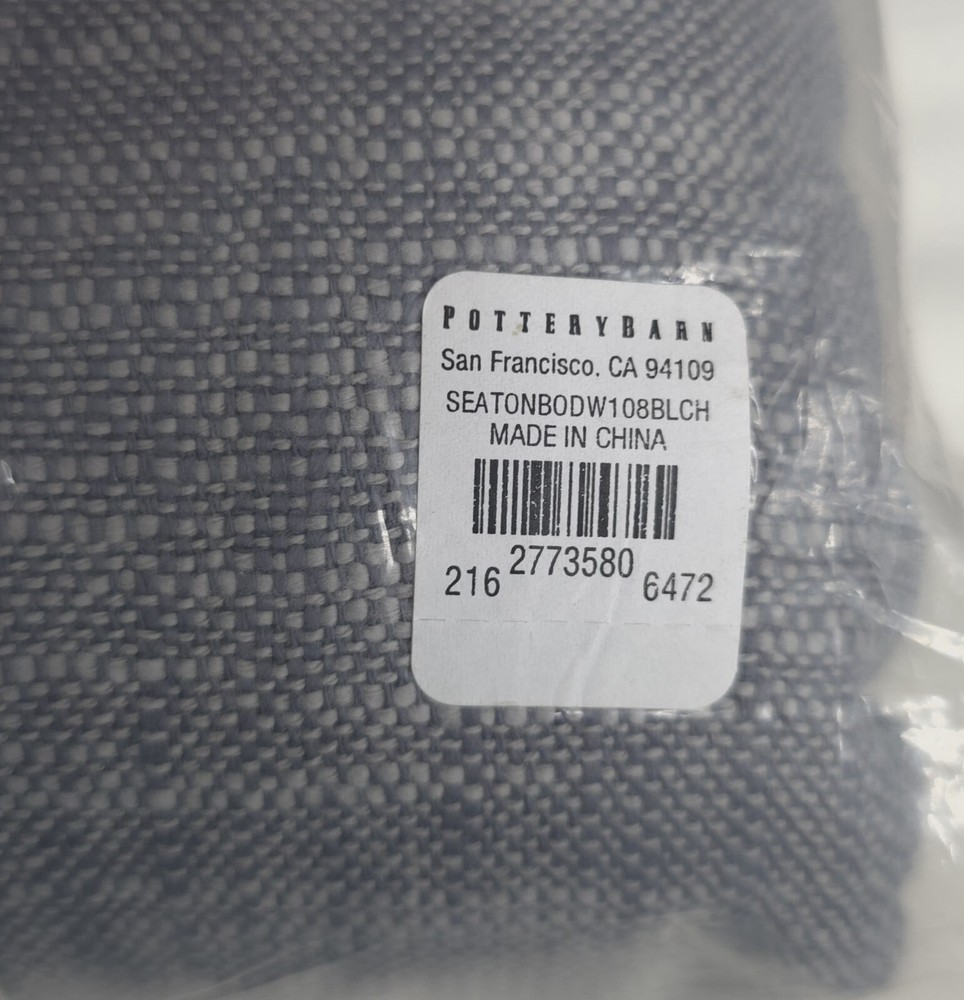 POTTERYBARN
San Francisco. CA 94109
SEATONBODW108BLCH
MADE IN CHINA
216 2773580 6472